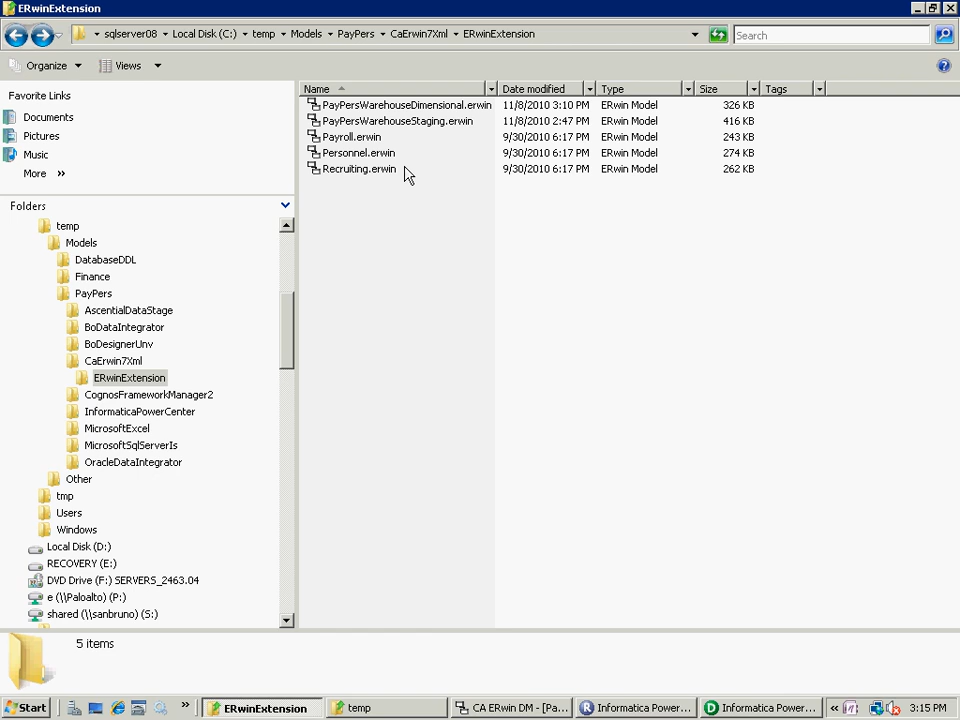 ERwinExtension
sqlserver08 Local Disk (C:) temp Models PayPers CaErwin7Xml ERwinExtension
Search
Organize Views
Favorite Links
Documents
Pictures
Music
More »
Folders
temp
Models
DatabaseDDL
Finance
PayPers
AscentialDataStage
BoDataIntegrator
BoDesignerUnv
CaErwin7Xml
ERwinExtension
CognosFrameworkManager2
InformaticaPowerCenter
MicrosoftExcel
MicrosoftSqlServerIs
OracleDataIntegrator
Other
tmp
Users
Windows
Local Disk (D:)
RECOVERY (E:)
DVD Drive (F:) SERVERS_2463.04
e (\\Paloalto) (P:)
shared (\\sanbruno) (S:)
Name Date modified Type Size Tags
PayPersWarehouseDimensional.erwin 11/8/2010 3:10 PM ERwin Model 326 KB
PayPersWarehouseStaging.erwin 11/8/2010 2:47 PM ERwin Model 416 KB
Payroll.erwin 9/30/2010 6:17 PM ERwin Model 243 KB
Personnel.erwin 9/30/2010 6:17 PM ERwin Model 274 KB
Recruiting.erwin 9/30/2010 6:17 PM ERwin Model 262 KB
5 items
Start » ERwinExtension temp CA ERwin DM - [Pa... R Informatica Power... D Informatica Power... « 3:15 PM